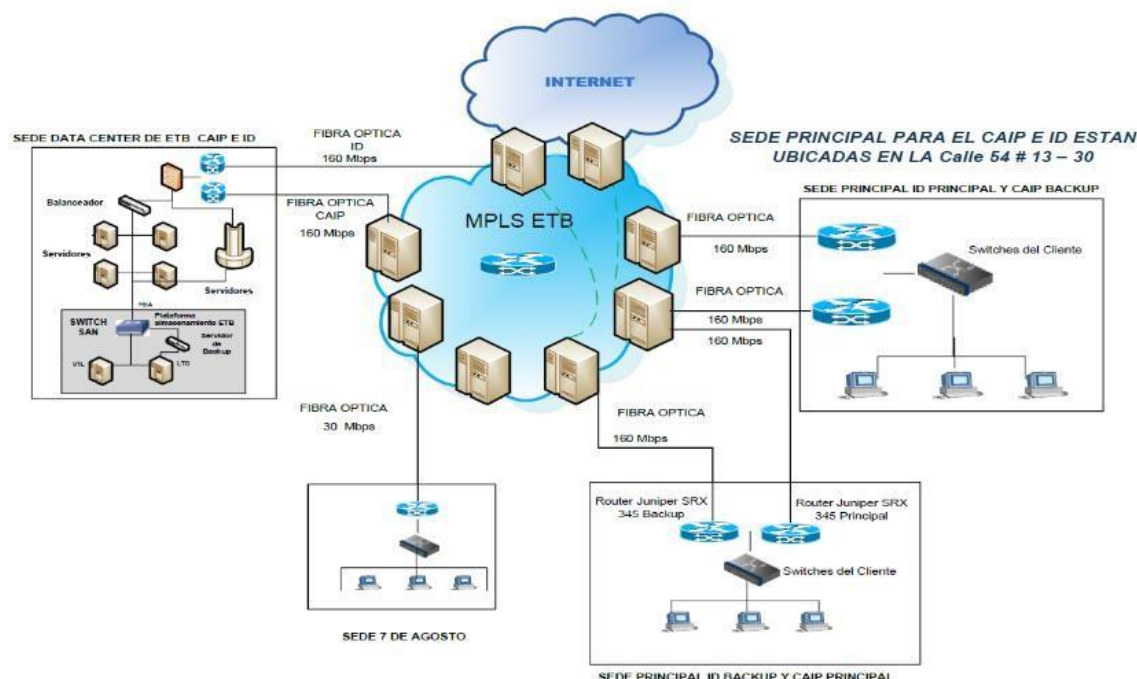 INTERNET
SEDE DATA CENTER DE ETB CAIP E ID
FIBRA OPTICA
ID
160 Mbps
Balanceador
FIBRA OPTICA
CAIP
160 Mbps
Servidores
Servidores
SWITCH
SAN
Plataforma
almacenamiento ETB
Servidor
de
Backup
VTL
LTO
MPLS ETB
SEDE PRINCIPAL PARA EL CAIP E ID ESTAN
UBICADAS EN LA Calle 54 # 13 – 30
SEDE PRINCIPAL ID PRINCIPAL Y CAIP BACKUP
FIBRA OPTICA
160 Mbps
Switches del Cliente
FIBRA OPTICA
160 Mbps
160 Mbps
FIBRA OPTICA
30 Mbps
FIBRA OPTICA
160 Mbps
SEDE 7 DE AGOSTO
Router Juniper SRX
345 Backup
Router Juniper SRX
345 Principal
Switches del Cliente
SEDE PRINCIPAL ID BACKUP Y CAIP PRINCIPAL